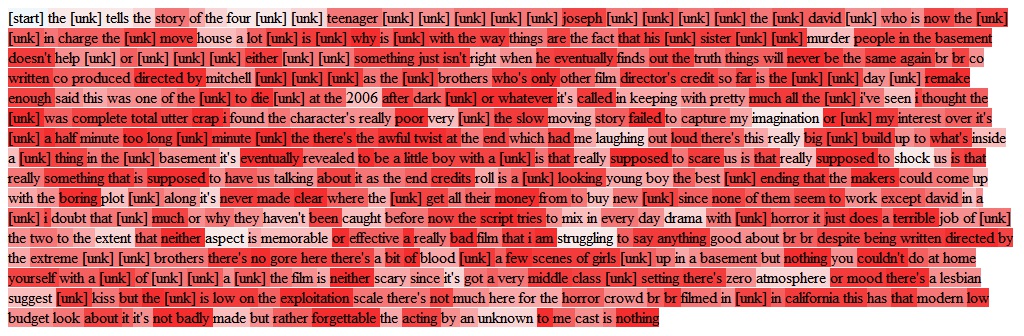 [start] [unk] tells the story of the four [unk] [unk] teenager [unk] [unk] [unk] [unk] [unk] joseph [unk] [unk] [unk] [unk] the [unk] david [unk] who is now the [unk]
[unk] in charge the [unk] move house a lot [unk] is [unk] why is [unk] with the way things are the fact that his [unk] sister [unk] [unk] murder people in the basement
doesn't help [unk] or [unk] [unk] either [unk] [unk] something just isn't right when he eventually finds out the truth things will never be the same again br br co
written co produced directed by mitchell [unk] [unk] [unk] as the [unk] brothers who's only other film director's credit so far is the [unk] [unk] day [unk] remake
enough said this was one of the [unk] to die [unk] at the 2006 after dark [unk] or whatever it's called in keeping with pretty much all the [unk] i've seen i thought the
[unk] was complete total utter crap i found the character's really poor very [unk] the slow moving story failed to capture my imagination or [unk] my interest over it's
[unk] a half minute too long [unk] minute [unk] the there's the awful twist at the end which had me laughing out loud there's this really big [unk] build up to what's inside
a [unk] thing in the [unk] basement it's eventually revealed to be a little boy with a [unk] is that really supposed to scare us is that really supposed to shock us is that
really something that is supposed to have us talking about it as the end credits roll is a [unk] looking young boy the best [unk] ending that the makers could come up
with the boring plot [unk] along it's never made clear where the [unk] get all their money from to buy new [unk] since none of them seem to work except david in a
[unk] i doubt that [unk] much or why they haven't been caught before now the script tries to mix in every day drama with [unk] horror it just does a terrible job of [unk]
the two to the extent that neither aspect is memorable or effective a really bad film that i am struggling to say anything good about br br despite being written directed by
the extreme [unk] [unk] brothers there's no gore here there's a bit of blood [unk] a few scenes of girls [unk] up in a basement but nothing you couldn't do at home
yourself with a [unk] of [unk] [unk] a [unk] the film is neither scary since it's got a very middle class [unk] setting there's zero atmosphere or mood there's a lesbian
suggest [unk] kiss but the [unk] is low on the exploitation scale there's not much here for the horror crowd br br filmed in [unk] in california this has that modern low
budget look about it it's not badly made but rather forgettable the acting by an unknown to me cast is nothing